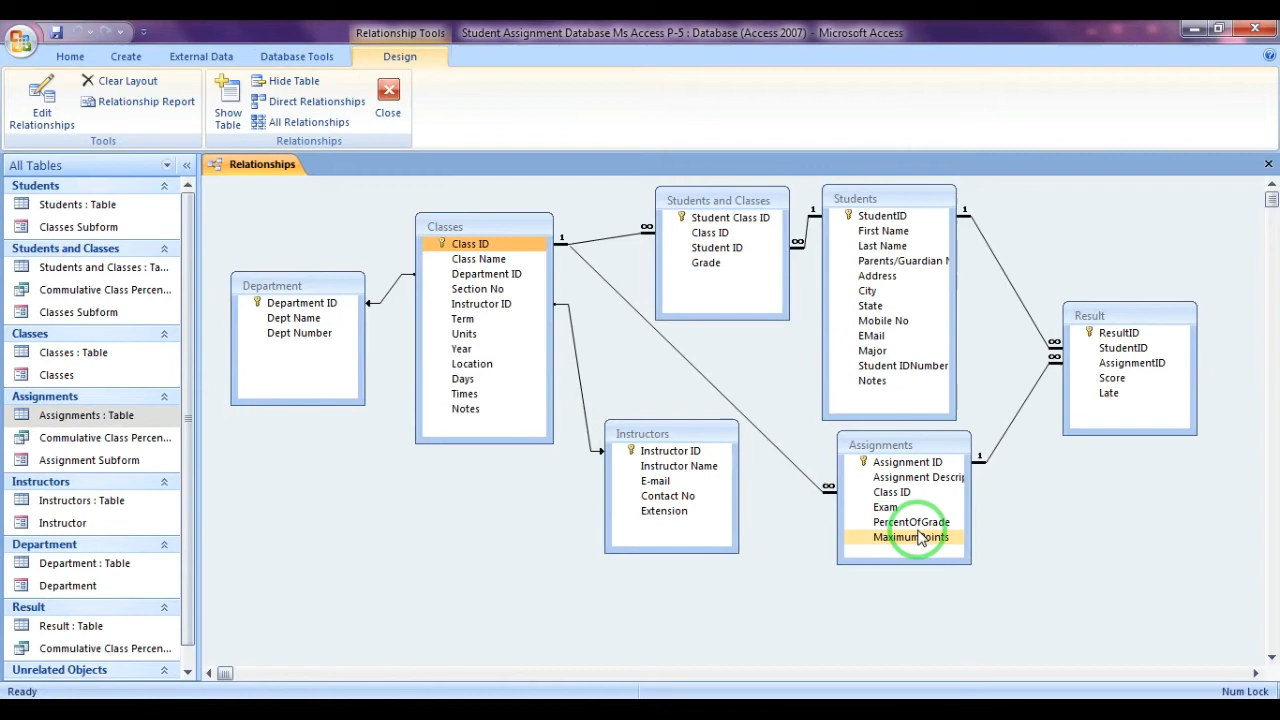 Relationship Tools
Student Assignment Database Ms Access P-5 : Database (Access 2007) - Microsoft Access
Home
Create
External Data
Database Tools
Design
Edit
Relationships
Clear Layout
Relationship Report
Tools
Show
Table
Hide Table
Direct Relationships
All Relationships
Close
Relationships
All Tables
Students
Students : Table
Classes Subform
Students and Classes
Students and Classes : Ta...
Commulative Class Percen...
Classes Subform
Classes
Classes : Table
Classes
Assignments
Assignments : Table
Commulative Class Percen...
Assignment Subform
Instructors
Instructors : Table
Instructor
Department
Department : Table
Department
Result
Result : Table
Commulative Class Percen...
Unrelated Objects
Relationships
Department
Department ID
Dept Name
Dept Number
Classes
Class ID
Class Name
Department ID
Section No
Instructor ID
Term
Units
Year
Location
Days
Times
Notes
1
∞
Students and Classes
Student Class ID
Class ID
Student ID
Grade
1
∞
Students
StudentID
First Name
Last Name
Parents/Guardian N
Address
City
State
Mobile No
EMail
Major
Student IDNumber
Notes
1
∞
∞
Result
ResultID
StudentID
AssignmentID
Score
Late
Instructors
Instructor ID
Instructor Name
E-mail
Contact No
Extension
∞
Assignments
Assignment ID
Assignment Descrip
Class ID
Exam
PercentOfGrade
MaximumPoints
1
Ready
Num Lock